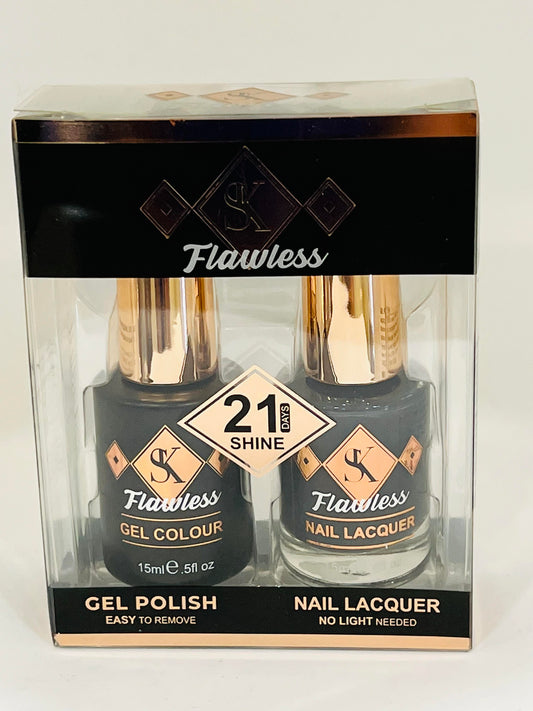 SK
Flawless
21 DAYS
SHINE
SK
Flawless
GEL COLOUR
15ml e .5fl oz
SK
Flawless
NAIL LACQUER
GEL POLISH
EASY TO REMOVE
NAIL LACQUER
NO LIGHT NEEDED